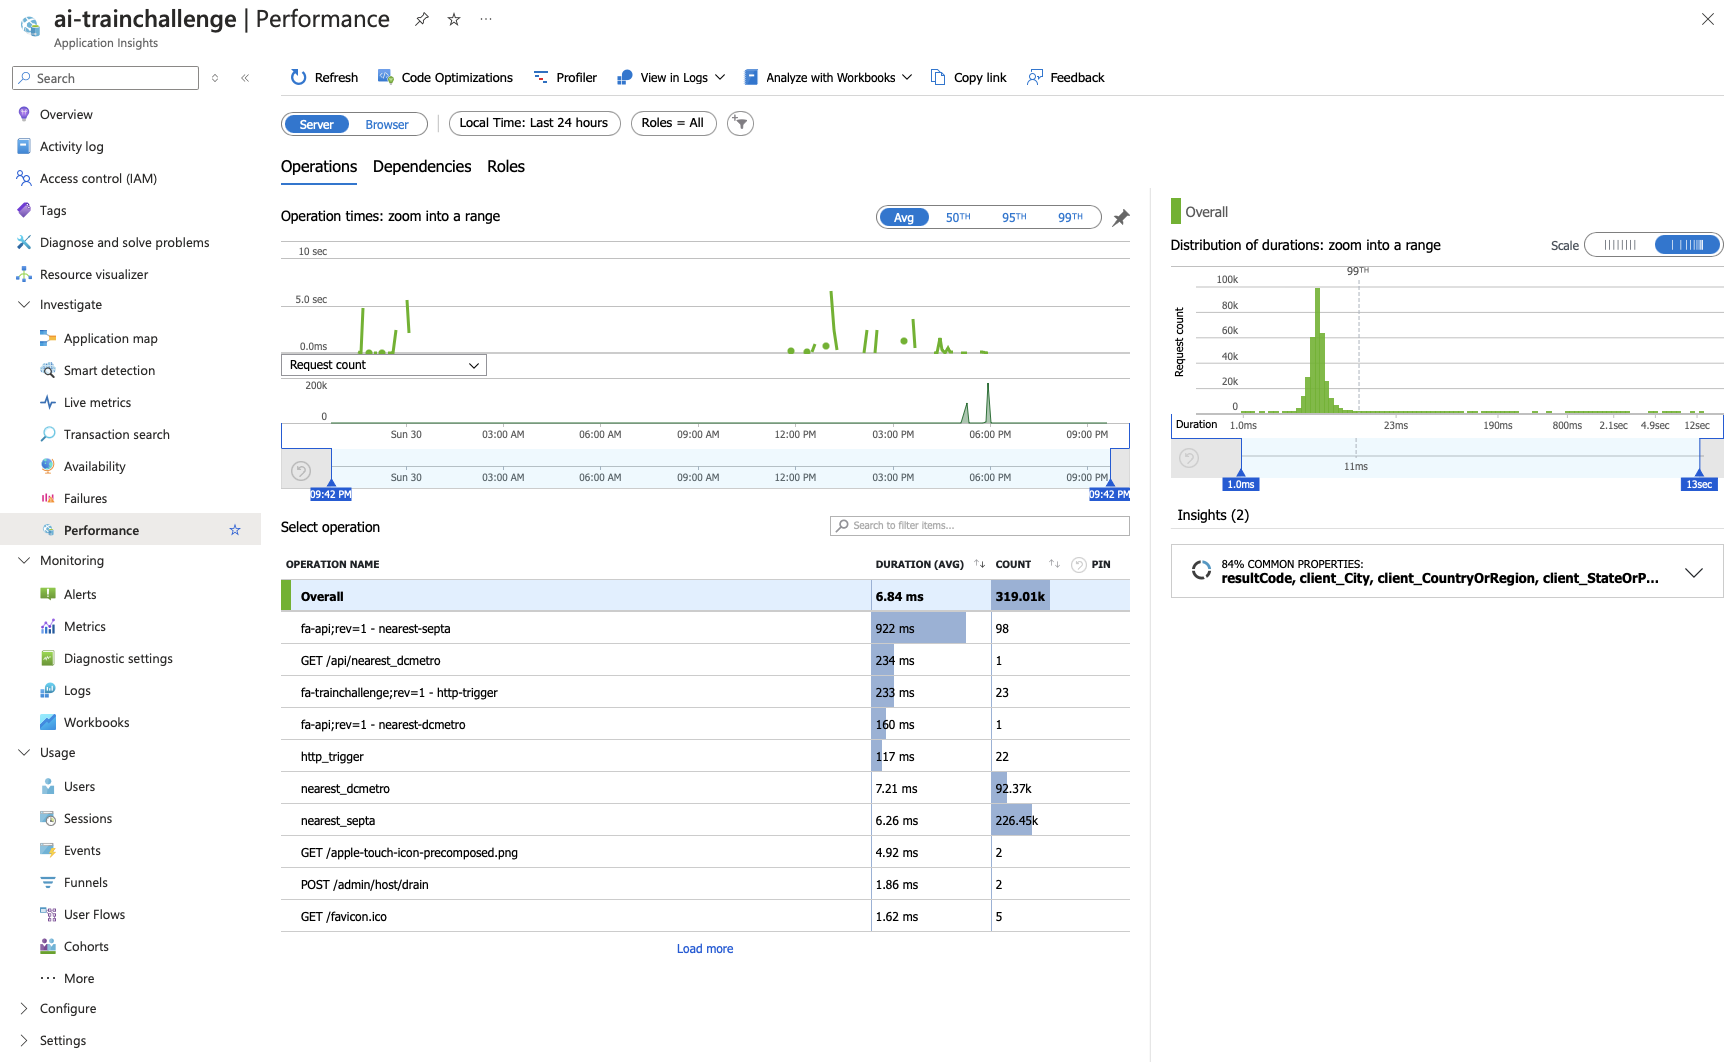 ai-trainchallenge | Performance
Application Insights
Search
Overview
Activity log
Access control (IAM)
Tags
Diagnose and solve problems
Resource visualizer
Investigate
Application map
Smart detection
Live metrics
Transaction search
Availability
Failures
Performance
Monitoring
Alerts
Metrics
Diagnostic settings
Logs
Workbooks
Usage
Users
Sessions
Events
Funnels
User Flows
Cohorts
More
Configure
Settings
Refresh Code Optimizations Profiler View in Logs Analyze with Workbooks Copy link Feedback
Server Browser Local Time: Last 24 hours Roles = All
Operations Dependencies Roles
Operation times: zoom into a range Avg 50TH 95TH 99TH
10 sec
5.0 sec
0.0ms
Request count
200k
0
Sun 30 03:00 AM 06:00 AM 09:00 AM 12:00 PM 03:00 PM 06:00 PM 09:00 PM
Sun 30 03:00 AM 06:00 AM 09:00 AM 12:00 PM 03:00 PM 06:00 PM 09:00 PM
09:42 PM 09:42 PM
Select operation Search to filter items...
OPERATION NAME DURATION (AVG) COUNT PIN
Overall 6.84 ms 319.01k
fa-api;rev=1 - nearest-septa 922 ms 98
GET /api/nearest_dcmetro 234 ms 1
fa-trainchallenge;rev=1 - http-trigger 233 ms 23
fa-api;rev=1 - nearest-dcmetro 160 ms 1
http_trigger 117 ms 22
nearest_dcmetro 7.21 ms 92.37k
nearest_septa 6.26 ms 226.45k
GET /apple-touch-icon-precomposed.png 4.92 ms 2
POST /admin/host/drain 1.86 ms 2
GET /favicon.ico 1.62 ms 5
Load more
Overall
Distribution of durations: zoom into a range Scale
99TH
Request count
100k
80k
60k
40k
20k
0
Duration 1.0ms 23ms 190ms 800ms 2.1sec 4.9sec 12sec
11ms
1.0ms 13sec
Insights (2)
84% COMMON PROPERTIES:
resultCode, client_City, client_CountryOrRegion, client_StateOrP...